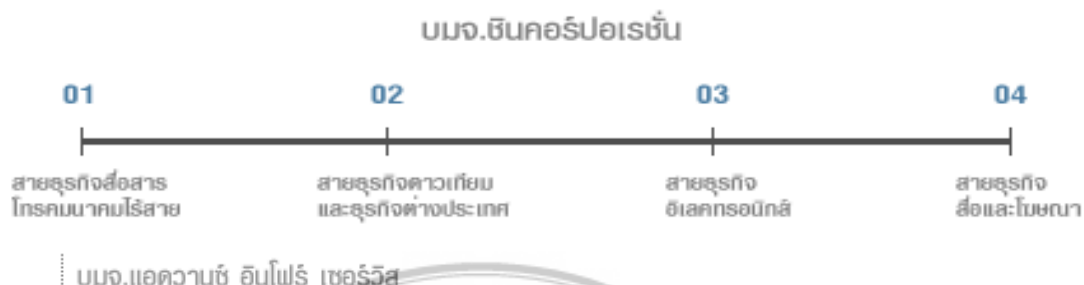 บมจ.ชินคอร์ปอเรชั่น
01
02
03
04
สายธุรกิจสื่อสาร
โทรคมนาคมไร้สาย
สายธุรกิจดาวเทียม
และธุรกิจต่างประเทศ
สายธุรกิจ
อิเลคทรอนิกส์
สายธุรกิจ
สื่อและโฆษณา
บมจ.แอดวานซ์ อินโฟร์ เซอร์วิส